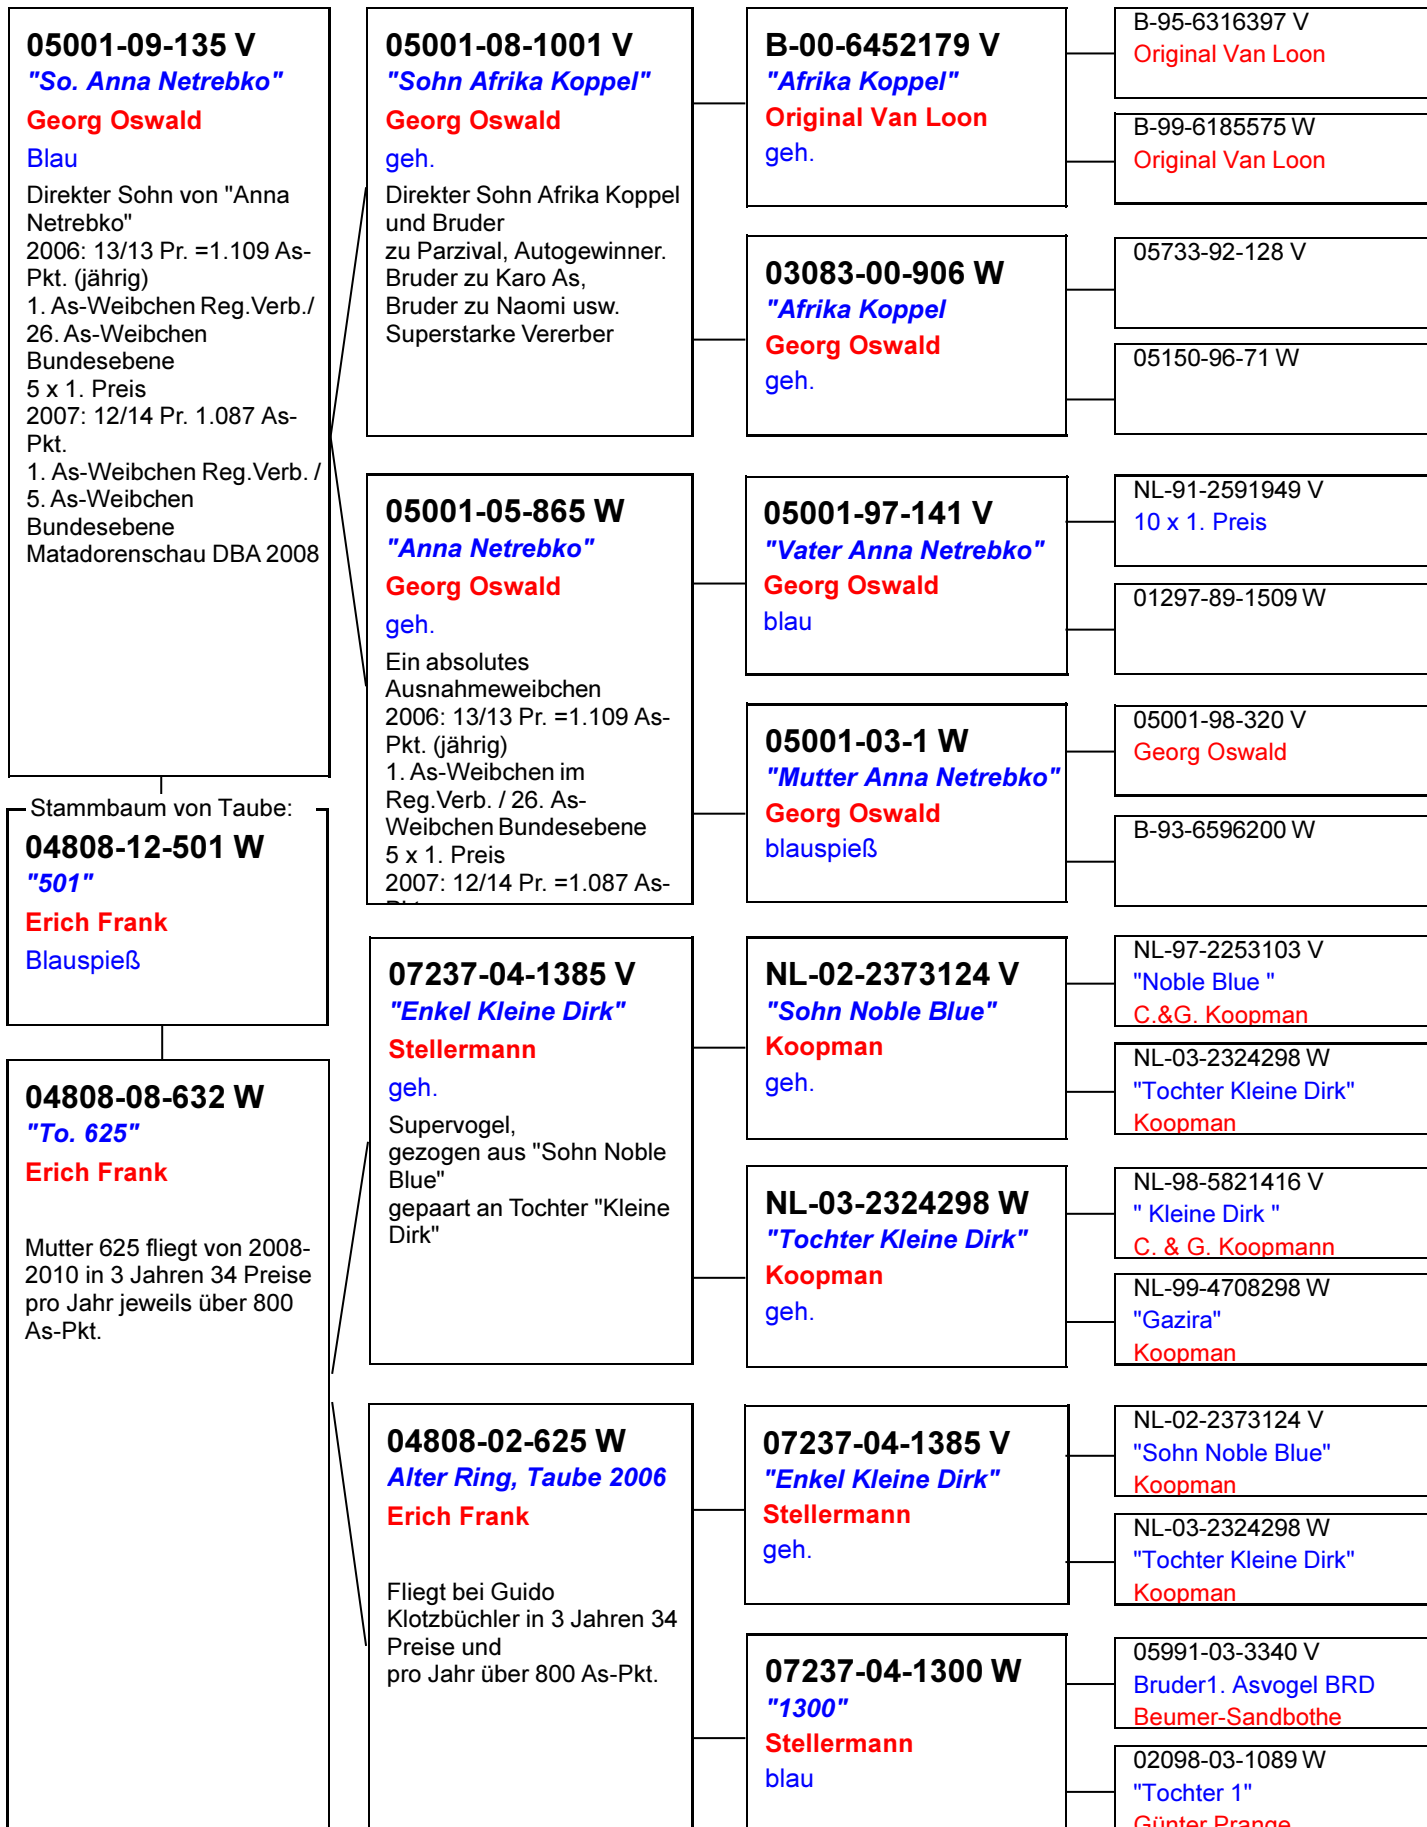 05001-09-135 V
"So. Anna Netrebko"
Georg Oswald
Blau
Direkter Sohn von "Anna
Netrebko"
2006: 13/13 Pr. =1.109 As-
Pkt. (jährig)
1. As-Weibchen Reg.Verb./
26. As-Weibchen
Bundesebene
5 x 1. Preis
2007: 12/14 Pr. 1.087 As-
Pkt.
1. As-Weibchen Reg.Verb. /
5. As-Weibchen
Bundesebene
Matadorenschau DBA 2008
Stammbaum von Taube:
04808-12-501 W
"501"
Erich Frank
Blauspieß
04808-08-632 W
"To. 625"
Erich Frank
Mutter 625 fliegt von 2008-
2010 in 3 Jahren 34 Preise
pro Jahr jeweils über 800
As-Pkt.
05001-08-1001 V
"Sohn Afrika Koppel"
Georg Oswald
geh.
Direkter Sohn Afrika Koppel
und Bruder
zu Parzival, Autogewinner.
Bruder zu Karo As,
Bruder zu Naomi usw.
Superstarke Vererber
05001-05-865 W
"Anna Netrebko"
Georg Oswald
geh.
Ein absolutes
Ausnahmeweibchen
2006: 13/13 Pr. =1.109 As-
Pkt. (jährig)
1. As-Weibchen im
Reg.Verb. / 26. As-
Weibchen Bundesebene
5 x 1. Preis
2007: 12/14 Pr. =1.087 As-
07237-04-1385 V
"Enkel Kleine Dirk"
Stellermann
geh.
Supervogel,
gezogen aus "Sohn Noble
Blue"
gepaart an Tochter "Kleine
Dirk"
04808-02-625 W
Alter Ring, Taube 2006
Erich Frank
Fliegt bei Guido
Klotzbüchler in 3 Jahren 34
Preise und
pro Jahr über 800 As-Pkt.
B-00-6452179 V
"Afrika Koppel"
Original Van Loon
geh.
03083-00-906 W
"Afrika Koppel
Georg Oswald
geh.
05001-97-141 V
"Vater Anna Netrebko"
Georg Oswald
blau
05001-03-1 W
"Mutter Anna Netrebko"
Georg Oswald
blauspieß
NL-02-2373124 V
"Sohn Noble Blue"
Koopman
geh.
NL-03-2324298 W
"Tochter Kleine Dirk"
Koopman
geh.
07237-04-1385 V
"Enkel Kleine Dirk"
Stellermann
geh.
07237-04-1300 W
"1300"
Stellermann
blau
B-95-6316397 V
Original Van Loon
B-99-6185575 W
Original Van Loon
05733-92-128 V
05150-96-71 W
NL-91-2591949 V
10 x 1. Preis
01297-89-1509 W
05001-98-320 V
Georg Oswald
B-93-6596200 W
NL-97-2253103 V
"Noble Blue "
C.&G. Koopman
NL-03-2324298 W
"Tochter Kleine Dirk"
Koopman
NL-98-5821416 V
" Kleine Dirk "
C. & G. Koopmann
NL-99-4708298 W
"Gazira"
Koopman
NL-02-2373124 V
"Sohn Noble Blue"
Koopman
NL-03-2324298 W
"Tochter Kleine Dirk"
Koopman
05991-03-3340 V
Bruder1. Asvogel BRD
Beumer-Sandbothe
02098-03-1089 W
"Tochter 1"
Günter Prange